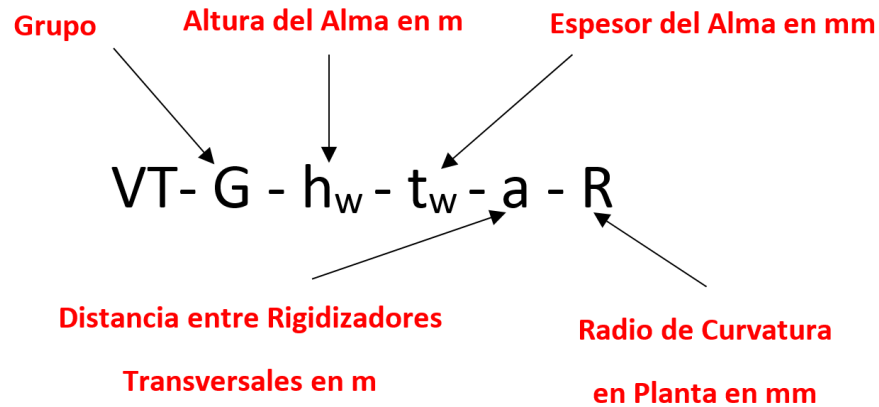 Grupo
Altura del Alma en m
Espesor del Alma en mm
VT- G - hw - tw - a - R
Distancia entre Rigidizadores
Transversales en m
Radio de Curvatura
en Planta en mm